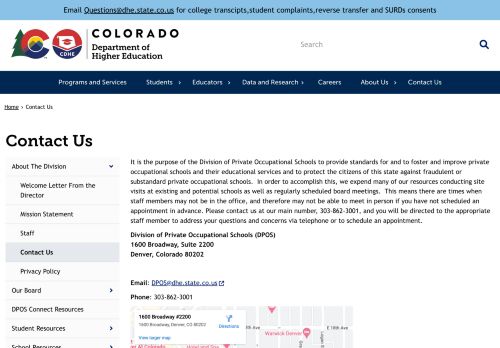 Email Questions@dhe.state.co.us for college transcipts,student complaints,reverse transfer and SURDs consents
CDHE
COLORADO
Department of
Higher Education
Search
Programs and Services Students Educators Data and Research Careers About Us Contact Us
Home > Contact Us
Contact Us
About The Division
Welcome Letter From the
Director
Mission Statement
Staff
Contact Us
Privacy Policy
Our Board
DPOS Connect Resources
Student Resources
School Resources
It is the purpose of the Division of Private Occupational Schools to provide standards for and to foster and improve private
occupational schools and their educational services and to protect the citizens of this state against fraudulent or
substandard private occupational schools. In order to accomplish this, we expend many of our resources conducting site
visits at existing and potential schools as well as regularly scheduled board meetings. This means there are times when
staff members may not be in the office, and therefore may not be able to meet in person if you have not scheduled an
appointment in advance. Please contact us at our main number, 303-862-3001, and you will be directed to the appropriate
staff member to address your questions and concerns via telephone or to schedule an appointment.
Division of Private Occupational Schools (DPOS)
1600 Broadway, Suite 2200
Denver, Colorado 80202
Email: DPOS@dhe.state.co.us
Phone: 303-862-3001
1600 Broadway #2200
1600 Broadway, Denver, CO 80202
Directions
View larger map
E 18th Ave
E 18th Ave
Warwick Denver